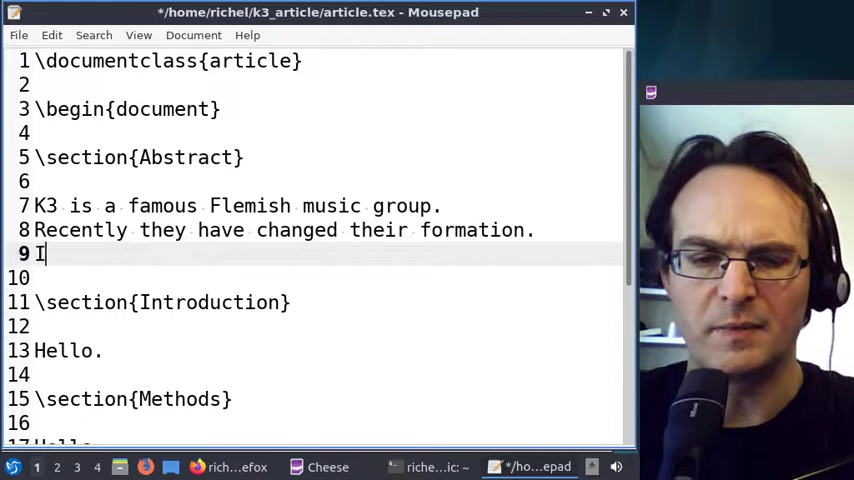 */home/richel/k3_article/article.tex - Mousepad
File Edit Search View Document Help
1 \documentclass{article}
2
3 \begin{document}
4
5 \section{Abstract}
6
7 K3 is a famous Flemish music group.
8 Recently they have changed their formation.
9 I
10
11 \section{Introduction}
12
13 Hello.
14
15 \section{Methods}
16
17 Hello
1 2 3 4 rich...efox Cheese riche...ic: ~ */ho...epad